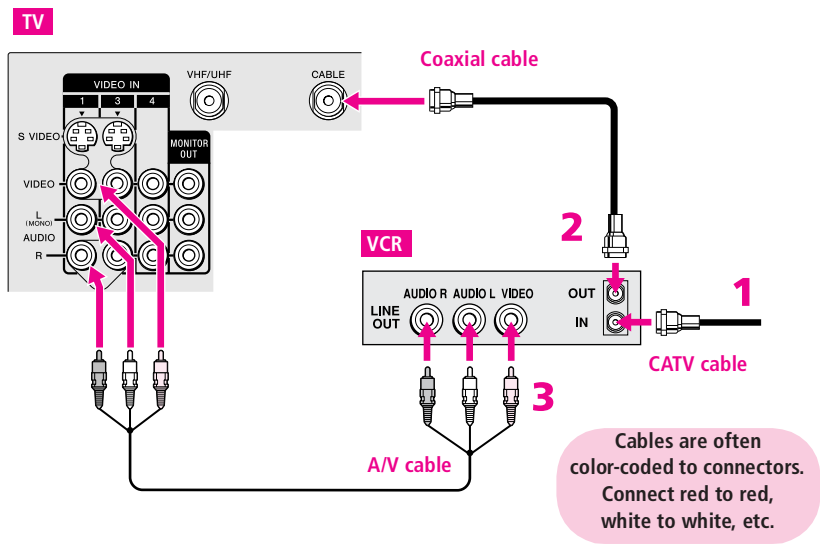 TV
Coaxial cable
VIDEO IN
VHF/UHF
CABLE
1 3 4
S VIDEO
MONITOR
OUT
VIDEO
L
(MONO)
AUDIO
R
2
VCR
1
AUDIO R AUDIO L VIDEO
OUT
LINE
OUT
IN
CATV cable
3
A/V cable
Cables are often
color-coded to connectors.
Connect red to red,
white to white, etc.